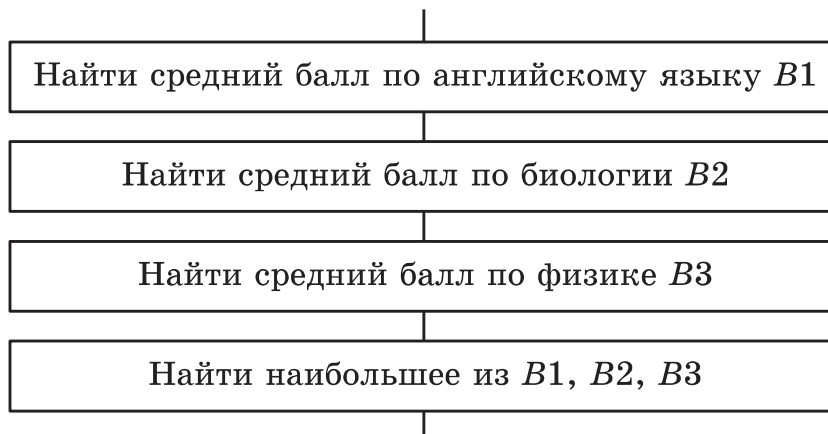 Найти средний балл по английскому языку B1
Найти средний балл по биологии B2
Найти средний балл по физике B3
Найти наибольшее из B1, B2, B3